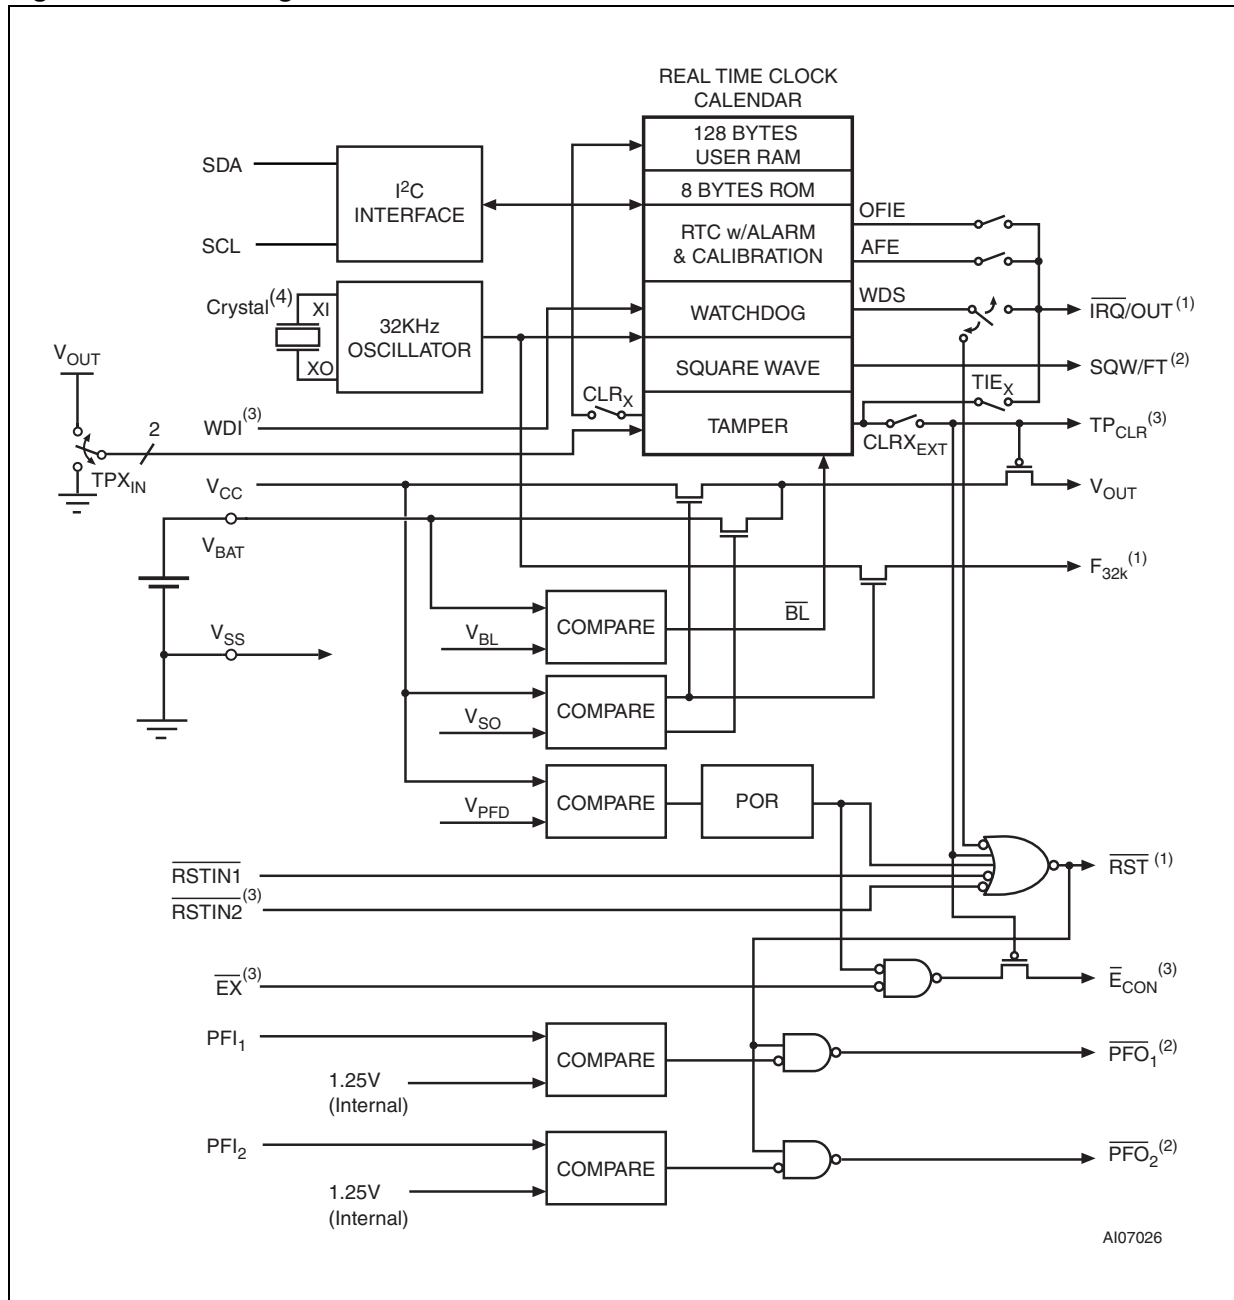 REAL TIME CLOCK
CALENDAR
128 BYTES
USER RAM
SDA
I²C
INTERFACE
8 BYTES ROM
OFIE
RTC w/ALARM
& CALIBRATION
SCL
AFE
Crystal(4)
XI
32KHz
OSCILLATOR
XO
WATCHDOG
WDS
IRQ/OUT(1)
VOUT
SQUARE WAVE
SQW/FT(2)
CLRX
TIEX
WDI(3)
2
TAMPER
CLRXEXT
TPCLR(3)
TPXIN
VCC
VOUT
VBAT
F32k(1)
COMPARE
BL
VBL
VSS
COMPARE
VSO
COMPARE
POR
VPFD
RSTIN1
RST(1)
RSTIN2(3)
EX(3)
ECON(3)
PFI1
COMPARE
PFO1(2)
1.25V
(Internal)
PFI2
COMPARE
PFO2(2)
1.25V
(Internal)
AI07026